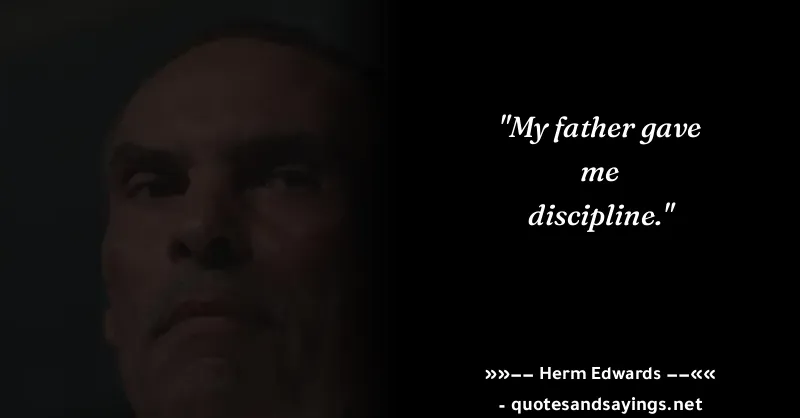 "My father gave
me
discipline."
»»–– Herm Edwards ––««
- quotesandsayings.net